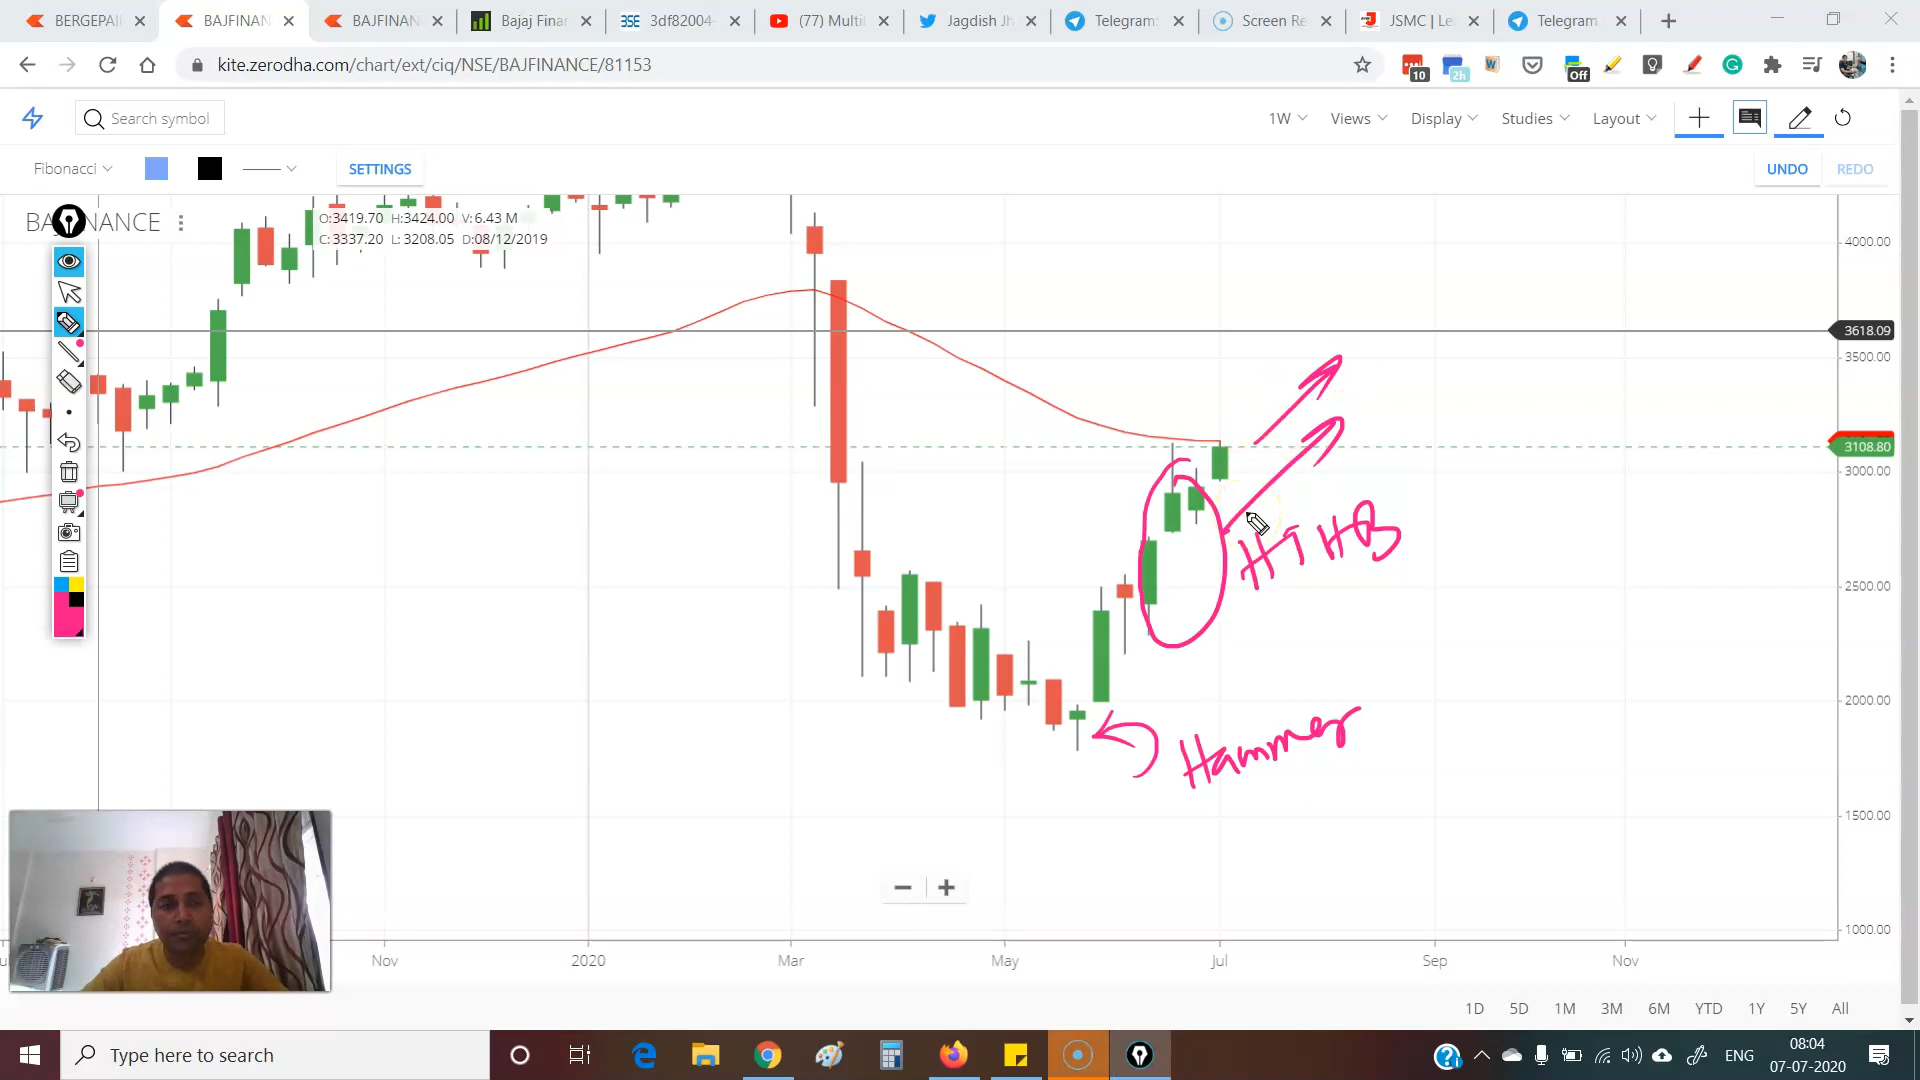 BERGEPAI
BAJFINAN
BAJFINAN
Bajaj Finan
BSE 3df82004-
(77) Multi
Jagdish Jh
Telegram:
Screen Re
JSMC | Le
Telegram
kite.zerodha.com/chart/ext/ciq/NSE/BAJFINANCE/81153
10
2h
Off
Search symbol
1W
Views
Display
Studies
Layout
Fibonacci
SETTINGS
UNDO
REDO
BAJFINANCE
O:3419.70 H:3424.00 V:6.43 M
C:3337.20 L: 3208.05 D:08/12/2019
4000.00
3618.09
3500.00
3108.80
3000.00
HTHB
2500.00
2000.00
Hammer
1500.00
1000.00
Nov
2020
Mar
May
Jul
Sep
Nov
1D
5D
1M
3M
6M
YTD
1Y
5Y
All
Type here to search
ENG
08:04
07-07-2020